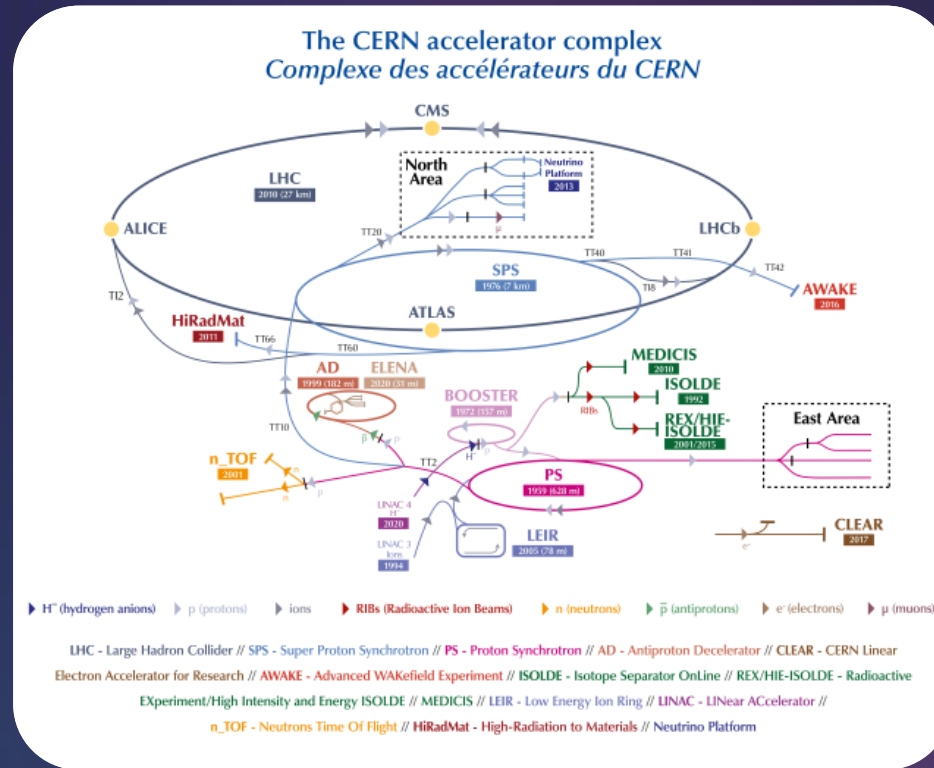 The CERN accelerator complex
Complexe des accélérateurs du CERN
CMS
North
Area
Neutrino
Platform
2013
LHC
2010 (27 km)
μ
TT20
ALICE
LHCb
TT40
TT41
TT42
SPS
1976 (7 km)
TI8
TI2
AWAKE
2016
ATLAS
HiRadMat
2011
TT66
TT60
AD
1999 (182 m)
ELENA
2020 (31 m)
MEDICIS
2010
ISOLDE
1992
BOOSTER
1972 (157 m)
RIBs
REX/HIE-
ISOLDE
2001/2015
East Area
TT10
p̅
p
H⁻
p
TT2
n_TOF
2001
n
n
p
PS
1959 (628 m)
LINAC 4
H⁻
2020
LINAC 3
Ions
1994
LEIR
2005 (78 m)
CLEAR
2017
e⁻
H⁻ (hydrogen anions) p (protons) ions RIBs (Radioactive Ion Beams) n (neutrons) p̅ (antiprotons) e⁻ (electrons) μ (muons)
LHC - Large Hadron Collider // SPS - Super Proton Synchrotron // PS - Proton Synchrotron // AD - Antiproton Decelerator // CLEAR - CERN Linear
Electron Accelerator for Research // AWAKE - Advanced WAKefield Experiment // ISOLDE - Isotope Separator OnLine // REX/HIE-ISOLDE - Radioactive
EXperiment/High Intensity and Energy ISOLDE // MEDICIS // LEIR - Low Energy Ion Ring // LINAC - LINear ACcelerator //
n_TOF - Neutrons Time Of Flight // HiRadMat - High-Radiation to Materials // Neutrino Platform